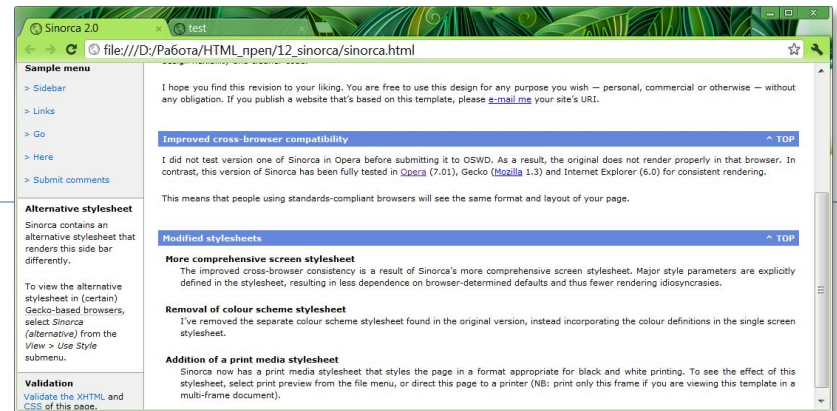 Sinorca 2.0
test
file:///D:/Работа/HTML_преп/12_sinorca/sinorca.html
Sample menu
> Sidebar
> Links
> Go
> Here
> Submit comments
Alternative stylesheet
Sinorca contains an
alternative stylesheet that
renders this side bar
differently.
To view the alternative
stylesheet in (certain)
Gecko-based browsers,
select Sinorca
(alternative) from the
View > Use Style
submenu.
Validation
Validate the XHTML and
CSS of this page.
I hope you find this revision to your liking. You are free to use this design for any purpose you wish — personal, commercial or otherwise — without
any obligation. If you publish a website that's based on this template, please e-mail me your site's URI.
Improved cross-browser compatibility
^ TOP
I did not test version one of Sinorca in Opera before submitting it to OSWD. As a result, the original does not render properly in that browser. In
contrast, this version of Sinorca has been fully tested in Opera (7.01), Gecko (Mozilla 1.3) and Internet Explorer (6.0) for consistent rendering.
This means that people using standards-compliant browsers will see the same format and layout of your page.
Modified stylesheets
^ TOP
More comprehensive screen stylesheet
The improved cross-browser consistency is a result of Sinorca's more comprehensive screen stylesheet. Major style parameters are explicitly
defined in the stylesheet, resulting in less dependence on browser-determined defaults and thus fewer rendering idiosyncrasies.
Removal of colour scheme stylesheet
I've removed the separate colour scheme stylesheet found in the original version, instead incorporating the colour definitions in the single screen
stylesheet.
Addition of a print media stylesheet
Sinorca now has a print media stylesheet that styles the page in a format appropriate for black and white printing. To see the effect of this
stylesheet, select print preview from the file menu, or direct this page to a printer (NB: print only this frame if you are viewing this template in a
multi-frame document).